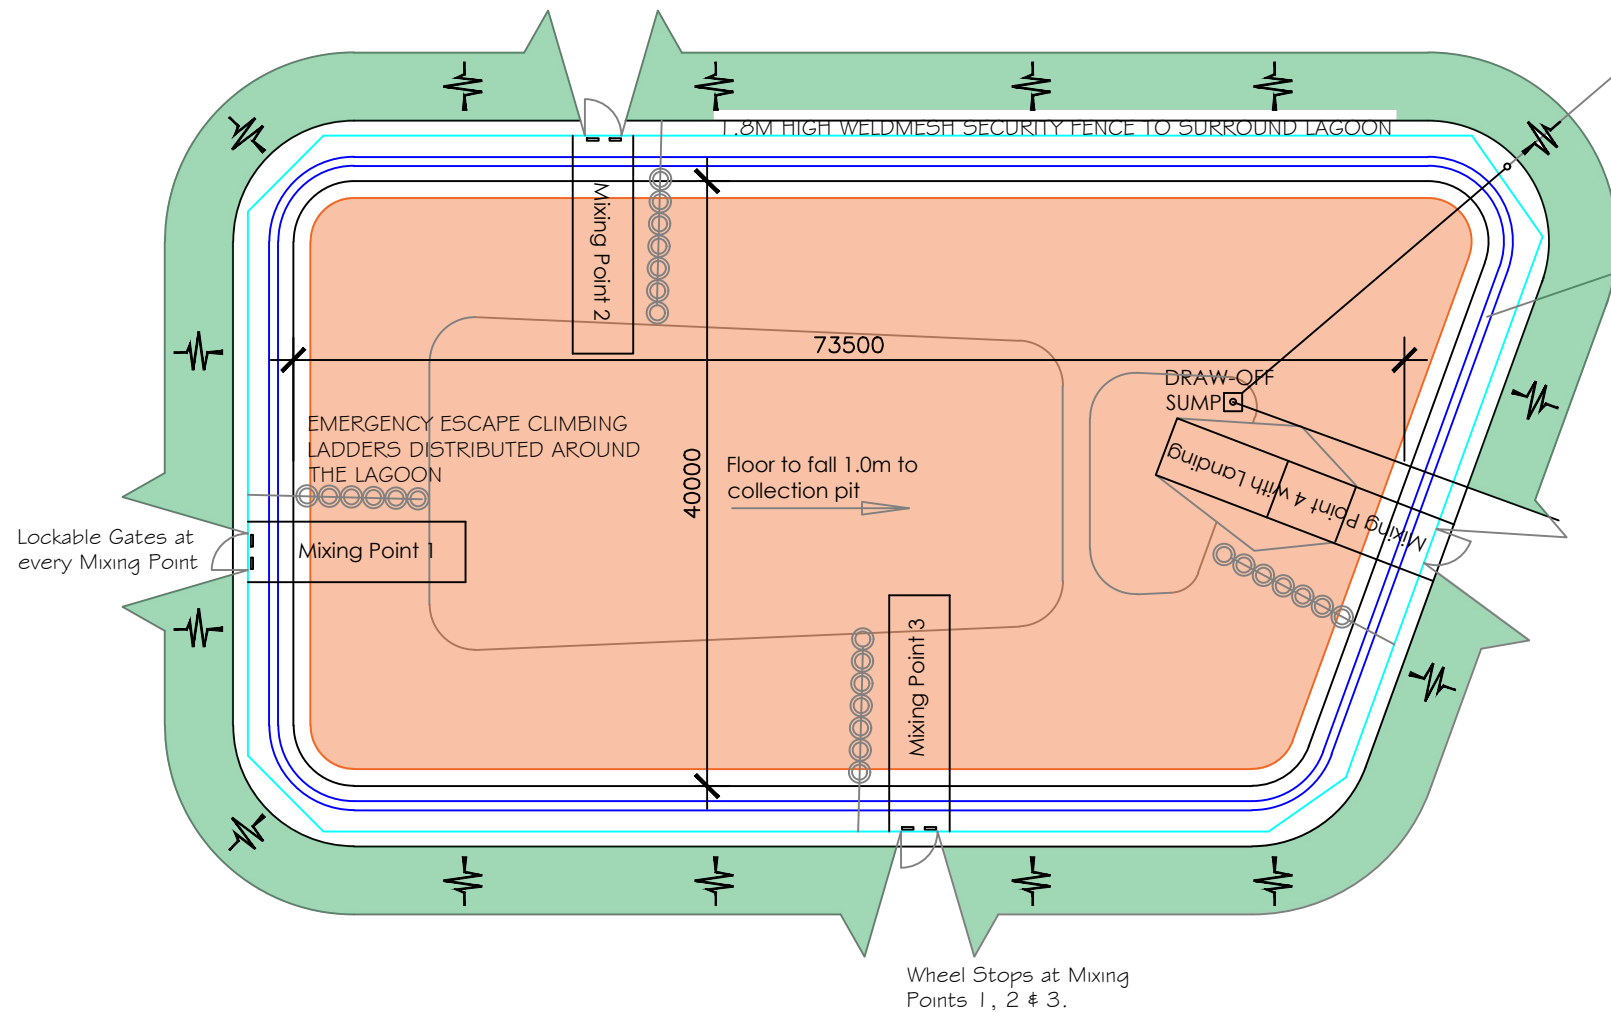 1.8M HIGH WELDMESH SECURITY FENCE TO SURROUND LAGOON
Mixing Point 2
73500
DRAW-OFF
SUMP
EMERGENCY ESCAPE CLIMBING
LADDERS DISTRIBUTED AROUND
THE LAGOON
40000
Floor to fall 1.0m to
collection pit
Mixing Point 4 with Landing
Lockable Gates at
every Mixing Point
Mixing Point 1
Mixing Point 3
Wheel Stops at Mixing
Points 1, 2 & 3.